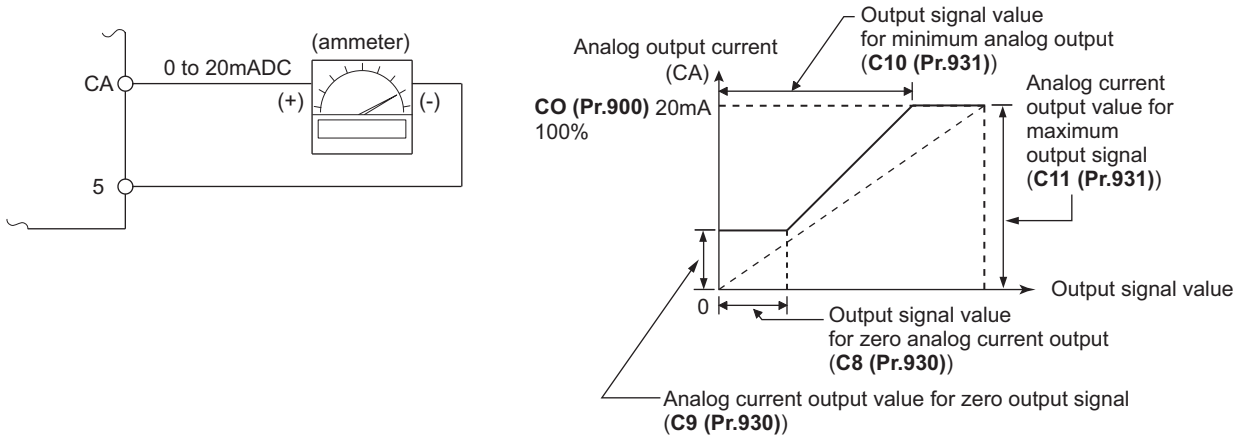 (ammeter)
CA
0 to 20mADC
(+)
(-)
5
Output signal value
for minimum analog output
(C10 (Pr.931))
Analog output current
(CA)
CO (Pr.900) 20mA
100%
Analog current
output value for
maximum
output signal
(C11 (Pr.931))
0
Output signal value
Output signal value
for zero analog current output
(C8 (Pr.930))
Analog current output value for zero output signal
(C9 (Pr.930))